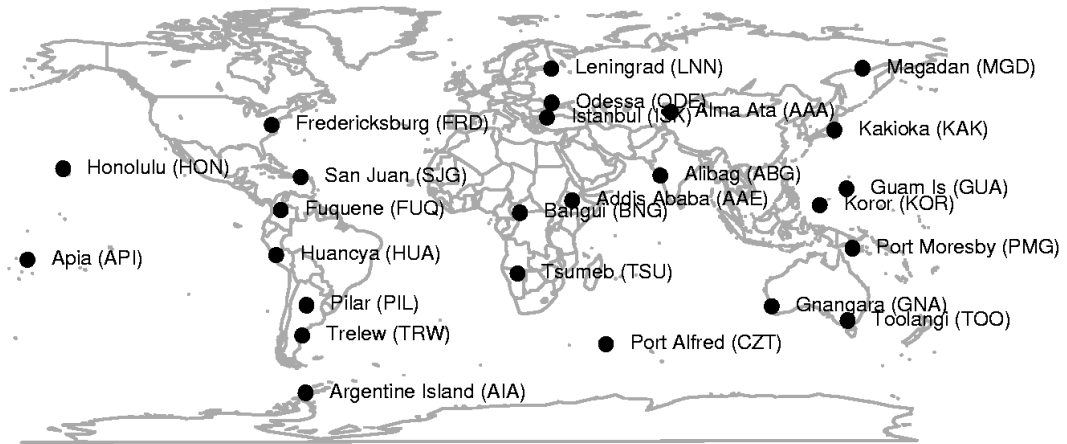 Leningrad (LNN)
Magadan (MGD)
Odessa (ODE)
Alma Ata (AAA)
Istanbul (ISK)
Fredericksburg (FRD)
Kakioka (KAK)
Honolulu (HON)
San Juan (SJG)
Alibag (ABG)
Guam Is (GUA)
Addis Ababa (AAE)
Koror (KOR)
Fuquene (FUQ)
Bangui (BNG)
Port Moresby (PMG)
Huancya (HUA)
Apia (API)
Tsumeb (TSU)
Pilar (PIL)
Gnangara (GNA)
Toolangi (TOO)
Trelew (TRW)
Port Alfred (CZT)
Argentine Island (AIA)